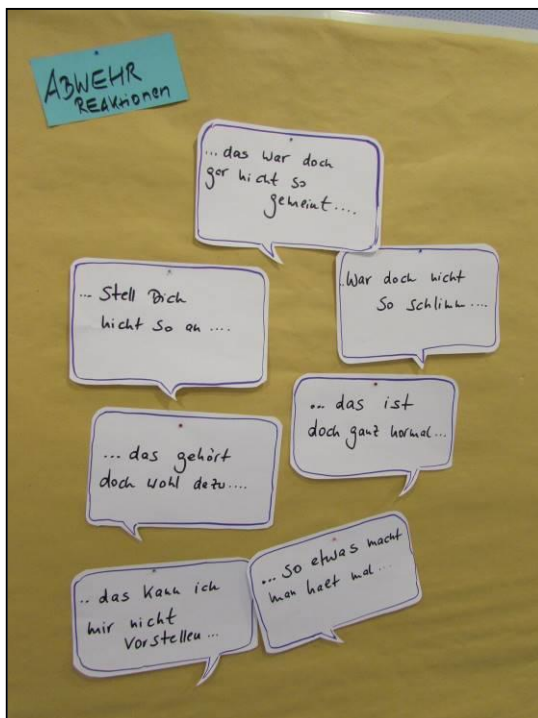 ABWEHR
REAKTIONEN
... das war doch
gar nicht so
gemeint ....
... Stell Dich
nicht so an ....
..War doch nicht
so schlimm ....
... das ist
doch ganz normal ...
... das gehört
doch wohl dazu ....
... so etwas macht
man halt mal ...
.. das kann ich
mir nicht
vorstellen ...